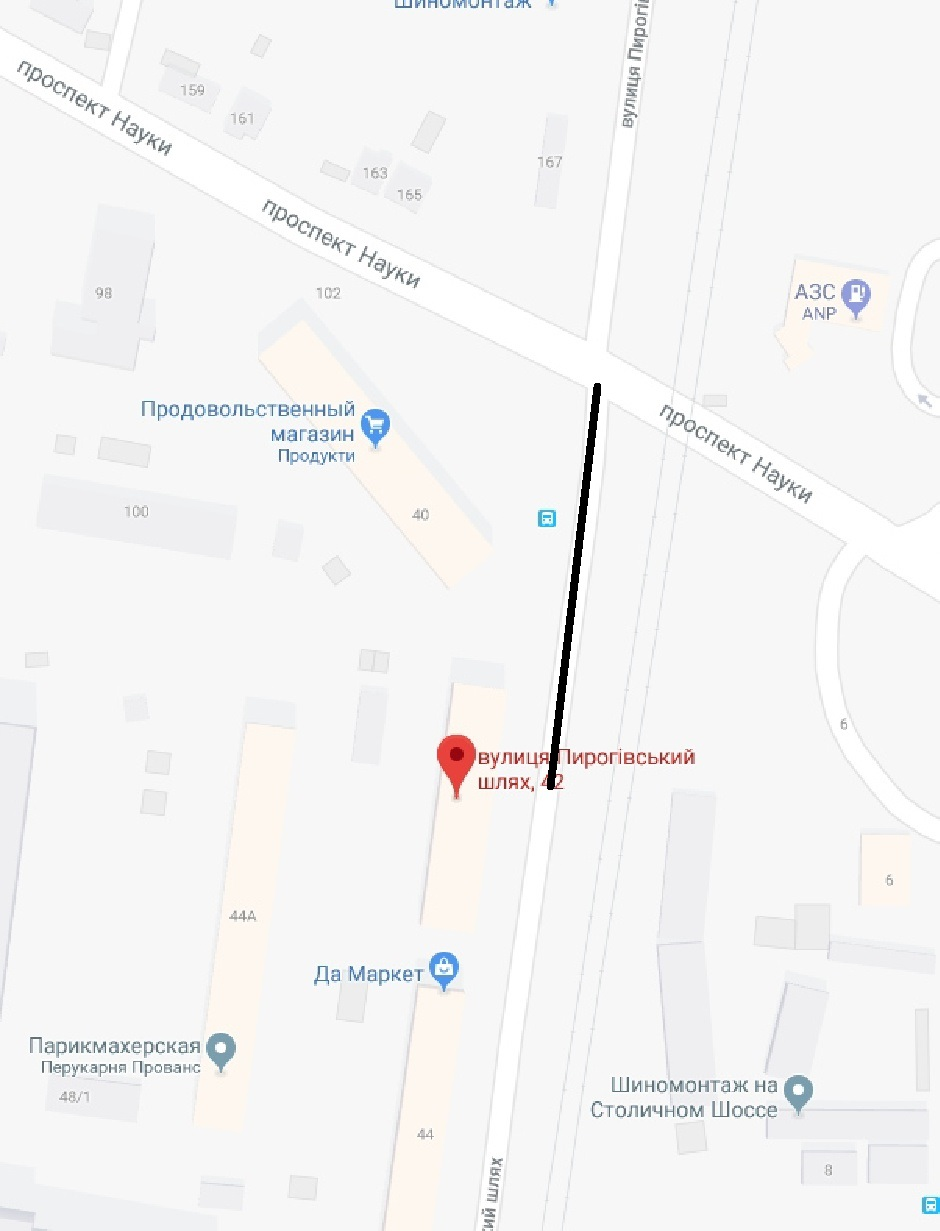 Шиномонтаж
вулиця Пирогі
проспект Науки
159
161
163
165
167
проспект Науки
98
102
АЗС
ANP
Продовольственный
магазин
Продукти
проспект Науки
100
40
6
вулиця Пирогівський
шлях, 42
6
44А
Да Маркет
Парикмахерская
Перукарня Прованс
48/1
Шиномонтаж на
Столичном Шоссе
44
8
ий шлях